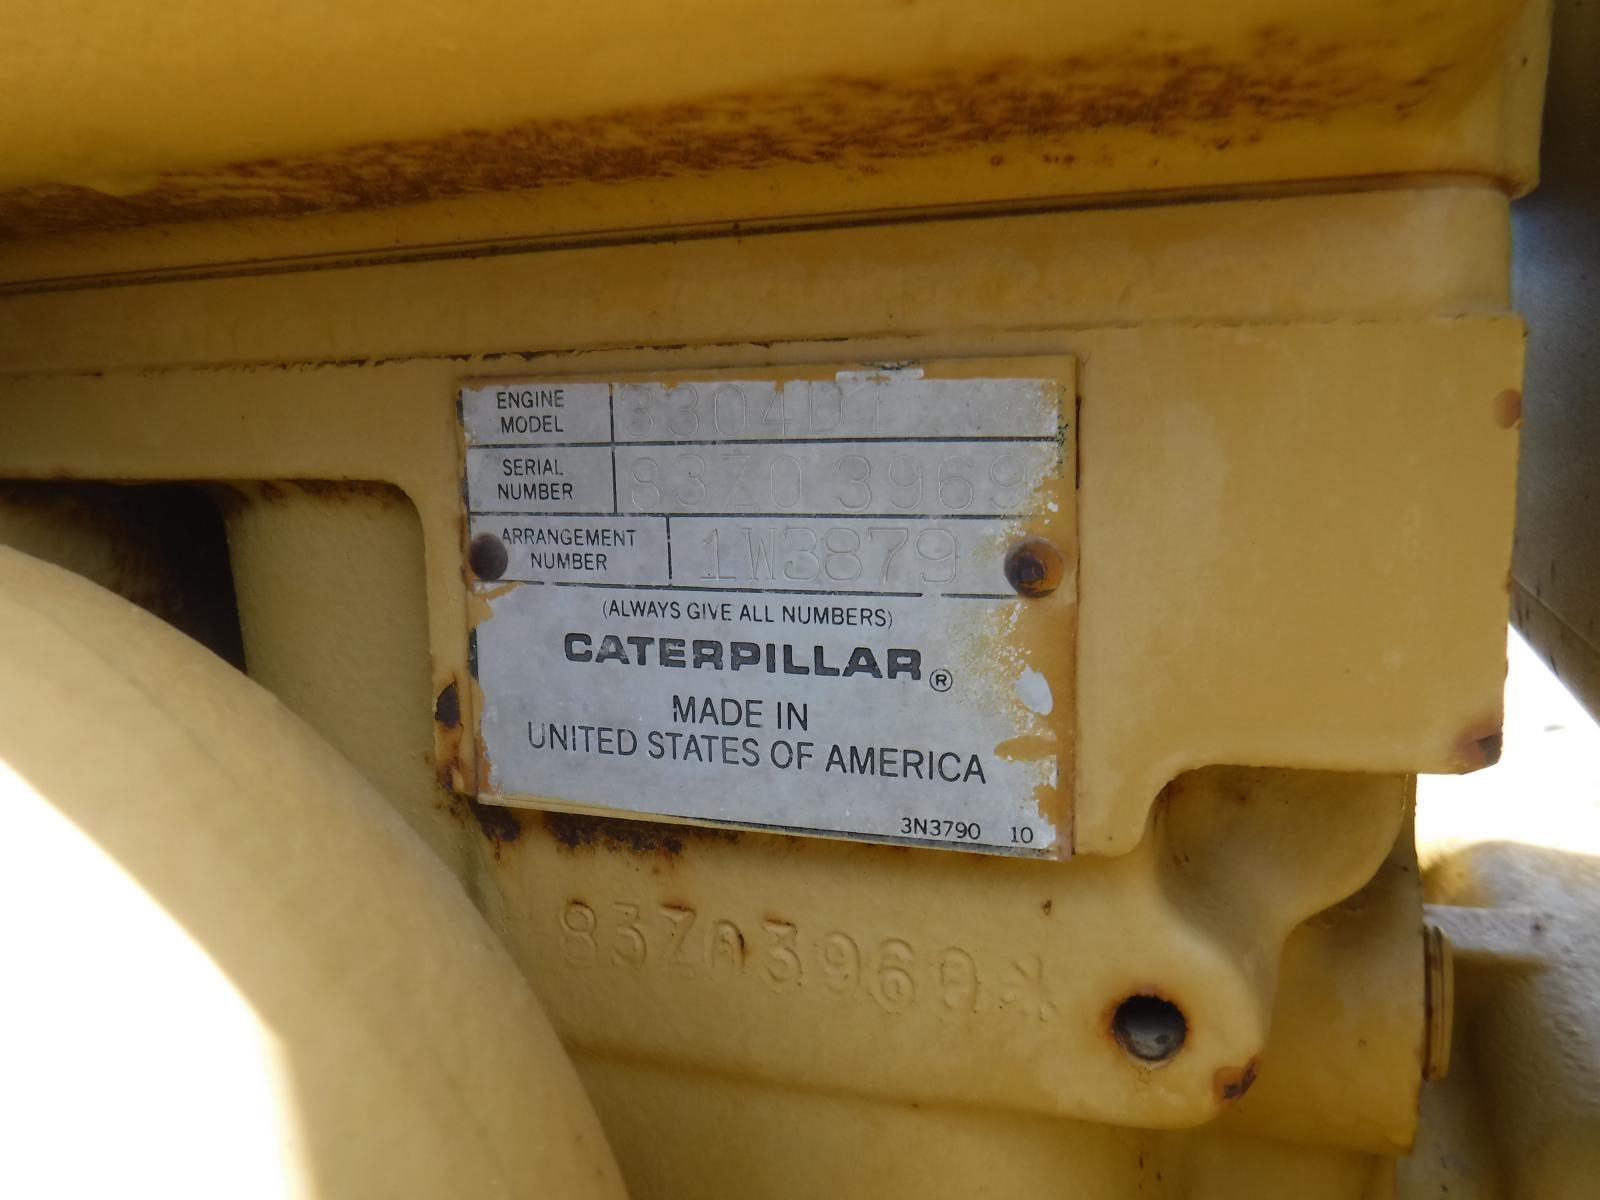 ENGINE MODEL 3304DI
SERIAL NUMBER 83Z03969
ARRANGEMENT NUMBER 1W3879
(ALWAYS GIVE ALL NUMBERS)
CATERPILLAR®
MADE IN
UNITED STATES OF AMERICA
3N3790 10
83Z03969*